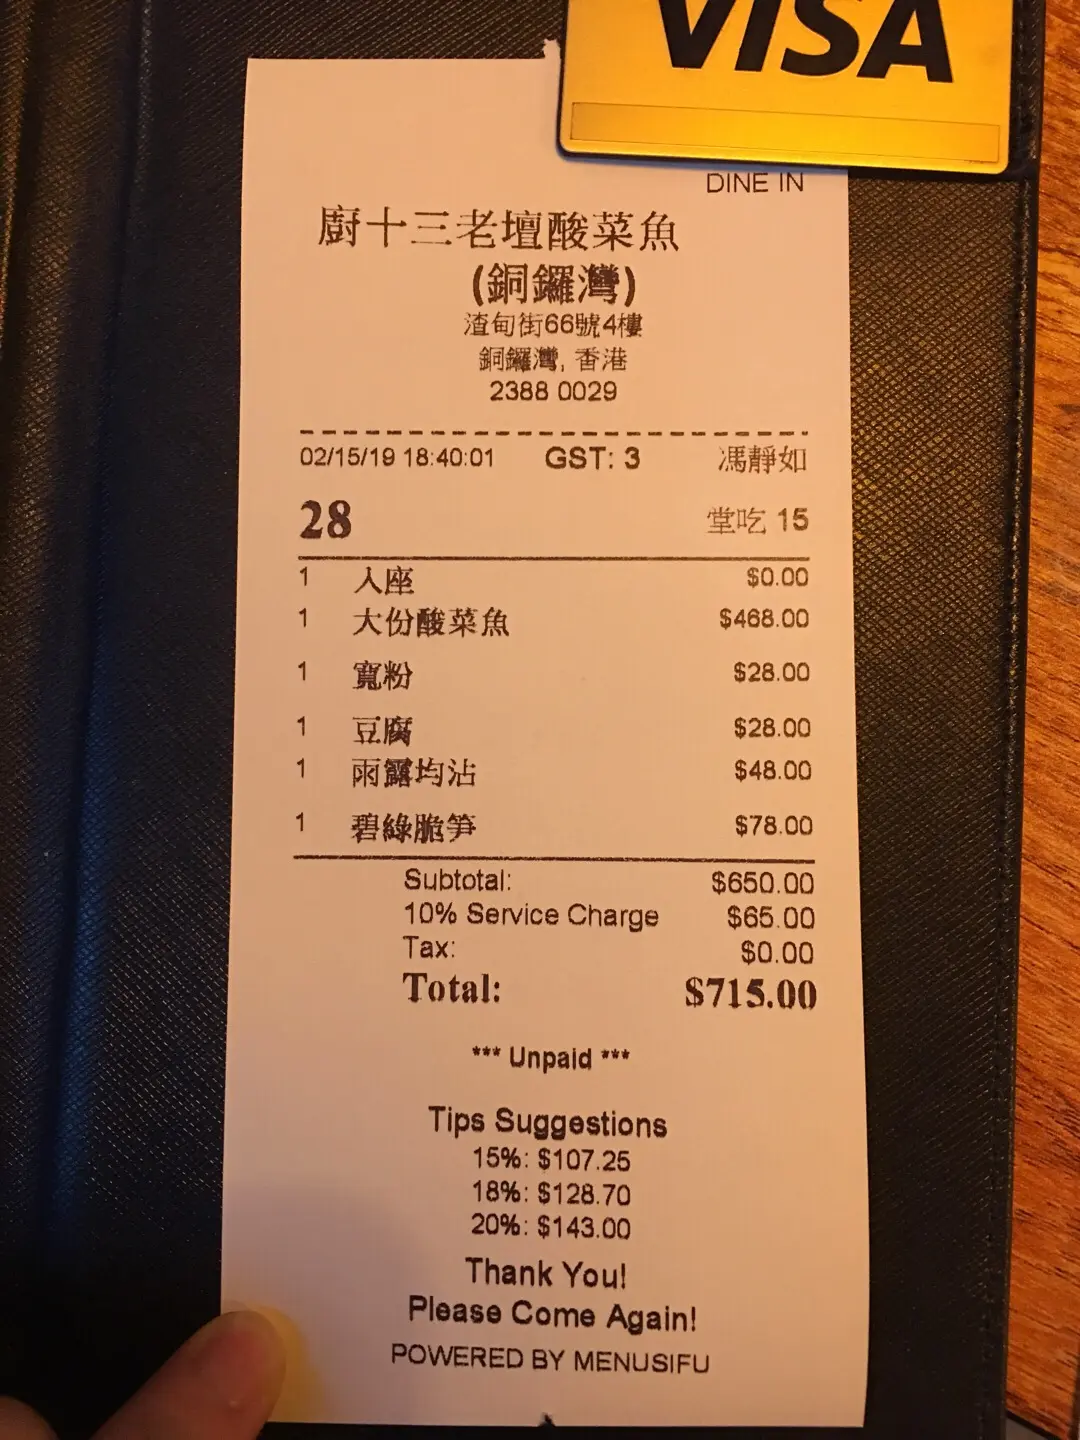 VISA
DINE IN
廚十三老壇酸菜魚
(銅鑼灣)
渣甸街66號4樓
銅鑼灣, 香港
2388 0029
02/15/19 18:40:01 GST: 3 馮靜如
28 堂吃 15
1 入座 $0.00
1 大份酸菜魚 $468.00
1 寬粉 $28.00
1 豆腐 $28.00
1 雨露均沾 $48.00
1 碧綠脆笋 $78.00
Subtotal: $650.00
10% Service Charge $65.00
Tax: $0.00
Total: $715.00
*** Unpaid ***
Tips Suggestions
15%: $107.25
18%: $128.70
20%: $143.00
Thank You!
Please Come Again!
POWERED BY MENUSIFU